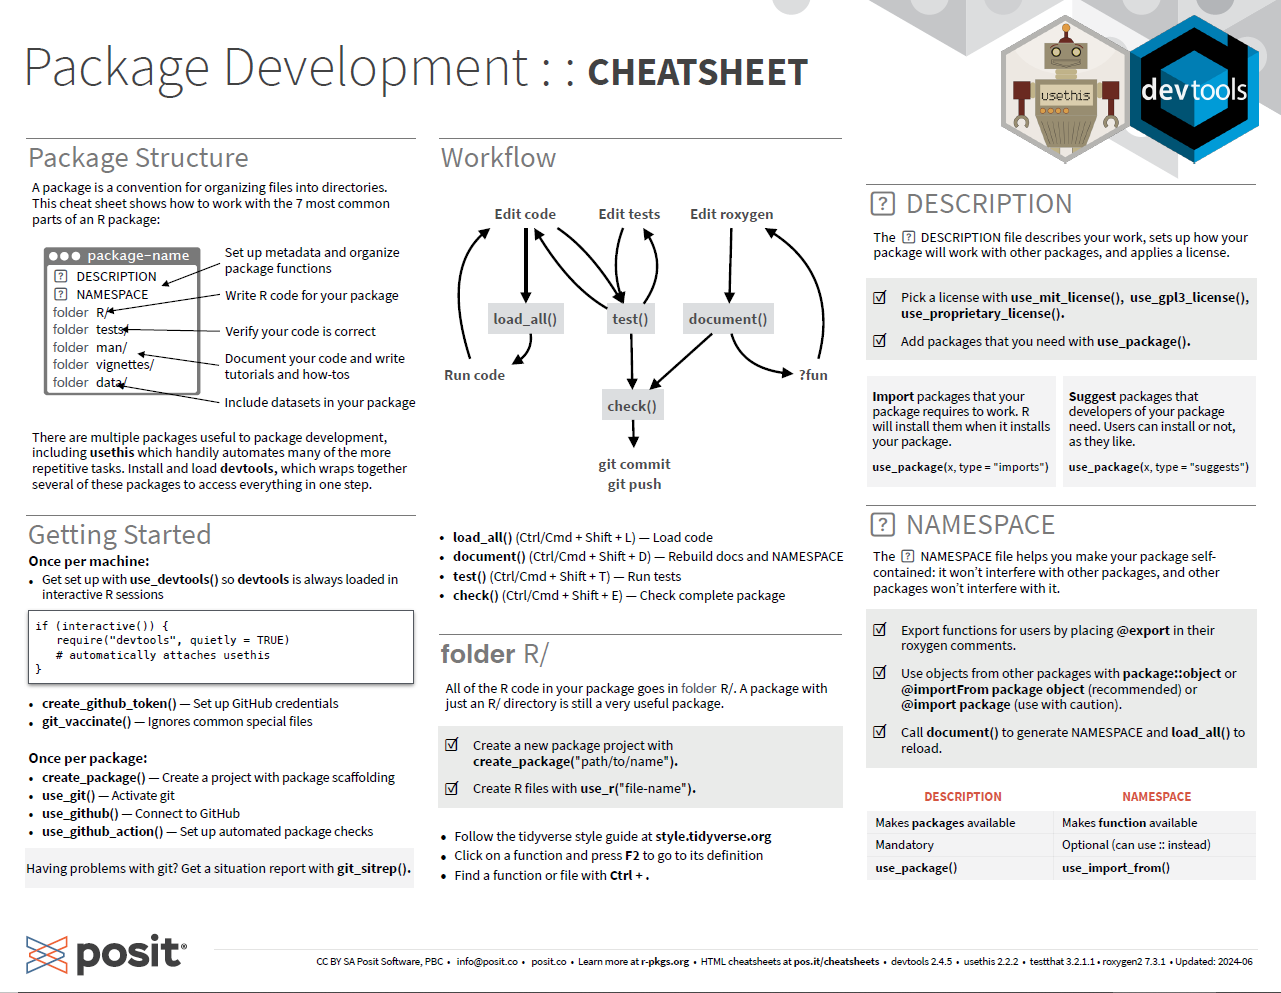 Package Development : : CHEATSHEET
usethis
devtools
Package Structure
A package is a convention for organizing files into directories.
This cheat sheet shows how to work with the 7 most common
parts of an R package:
package-name
DESCRIPTION
NAMESPACE
folder R/
folder tests/
folder man/
folder vignettes/
folder data/
Set up metadata and organize
package functions
Write R code for your package
Verify your code is correct
Document your code and write
tutorials and how-tos
Include datasets in your package
There are multiple packages useful to package development,
including usethis which handily automates many of the more
repetitive tasks. Install and load devtools, which wraps together
several of these packages to access everything in one step.
Getting Started
Once per machine:
• Get set up with use_devtools() so devtools is always loaded in
interactive R sessions
if (interactive()) {
require("devtools", quietly = TRUE)
# automatically attaches usethis
}
• create_github_token() — Set up GitHub credentials
• git_vaccinate() — Ignores common special files
Once per package:
• create_package() — Create a project with package scaffolding
• use_git() — Activate git
• use_github() — Connect to GitHub
• use_github_action() — Set up automated package checks
Having problems with git? Get a situation report with git_sitrep().
Workflow
Edit code
Edit tests
Edit roxygen
load_all()
test()
document()
Run code
?fun
check()
git commit
git push
• load_all() (Ctrl/Cmd + Shift + L) — Load code
• document() (Ctrl/Cmd + Shift + D) — Rebuild docs and NAMESPACE
• test() (Ctrl/Cmd + Shift + T) — Run tests
• check() (Ctrl/Cmd + Shift + E) — Check complete package
folder R/
All of the R code in your package goes in folder R/. A package with
just an R/ directory is still a very useful package.
☑ Create a new package project with
create_package("path/to/name").
☑ Create R files with use_r("file-name").
• Follow the tidyverse style guide at style.tidyverse.org
• Click on a function and press F2 to go to its definition
• Find a function or file with Ctrl + .
? DESCRIPTION
The ? DESCRIPTION file describes your work, sets up how your
package will work with other packages, and applies a license.
☑ Pick a license with use_mit_license(), use_gpl3_license(),
use_proprietary_license().
☑ Add packages that you need with use_package().
Import packages that your
package requires to work. R
will install them when it installs
your package.
use_package(x, type = "imports")
Suggest packages that
developers of your package
need. Users can install or not,
as they like.
use_package(x, type = "suggests")
? NAMESPACE
The ? NAMESPACE file helps you make your package self-
contained: it won’t interfere with other packages, and other
packages won’t interfere with it.
☑ Export functions for users by placing @export in their
roxygen comments.
☑ Use objects from other packages with package::object or
@importFrom package object (recommended) or
@import package (use with caution).
☑ Call document() to generate NAMESPACE and load_all() to
reload.
DESCRIPTION NAMESPACE
Makes packages available Makes function available
Mandatory Optional (can use :: instead)
use_package() use_import_from()
posit®
CC BY SA Posit Software, PBC • info@posit.co • posit.co • Learn more at r-pkgs.org • HTML cheatsheets at pos.it/cheatsheets • devtools 2.4.5 • usethis 2.2.2 • testthat 3.2.1.1 • roxygen2 7.3.1 • Updated: 2024-06